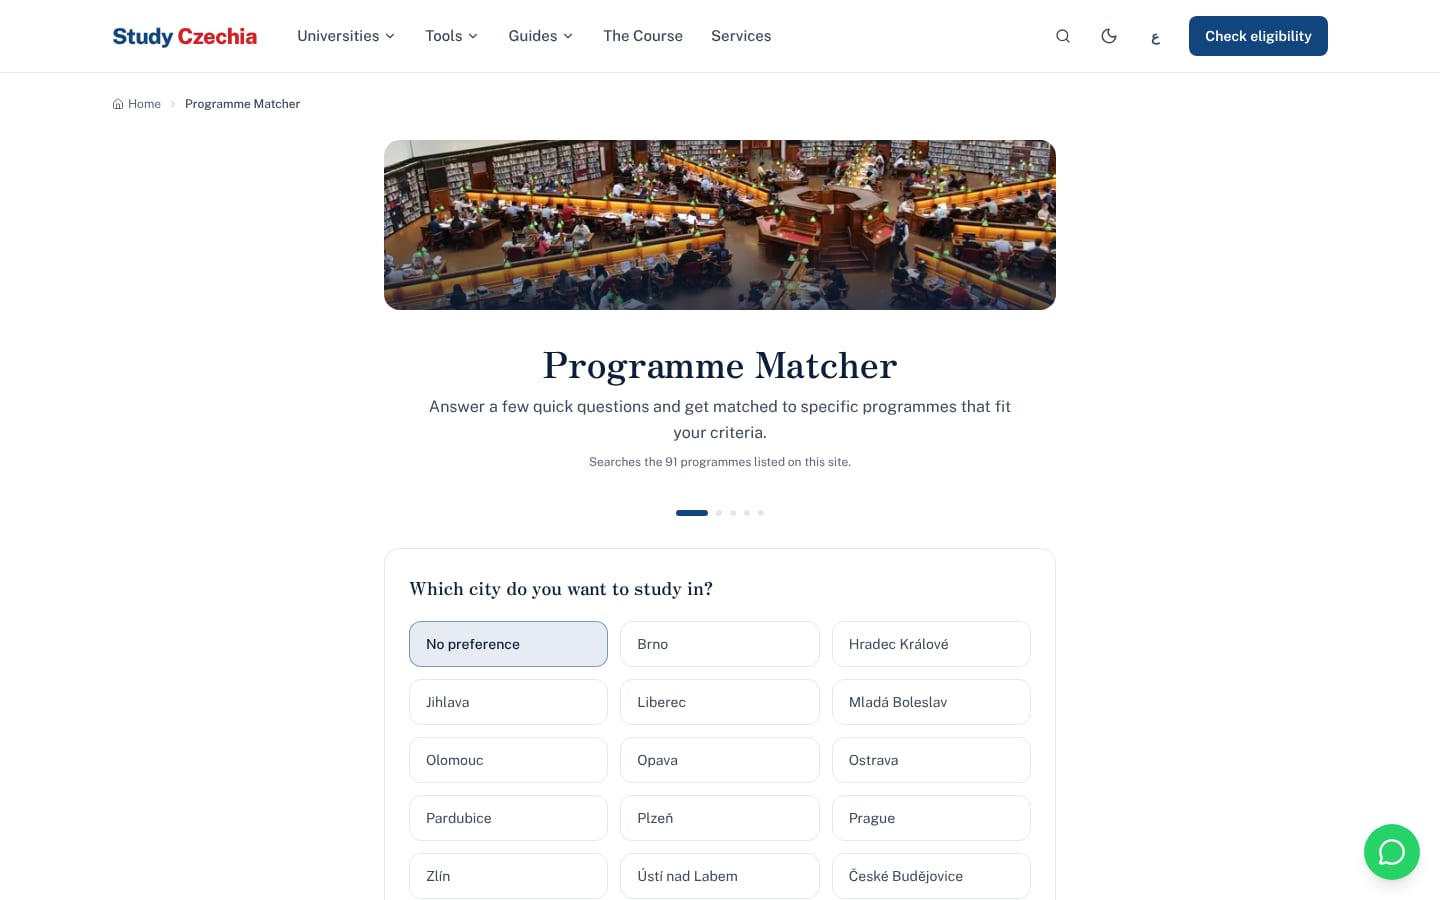 Study Czechia
Universities
Tools
Guides
The Course
Services
ع
Check eligibility
Home
Programme Matcher
Programme Matcher
Answer a few quick questions and get matched to specific programmes that fit
your criteria.
Searches the 91 programmes listed on this site.
Which city do you want to study in?
No preference
Brno
Hradec Králové
Jihlava
Liberec
Mladá Boleslav
Olomouc
Opava
Ostrava
Pardubice
Plzeň
Prague
Zlín
Ústí nad Labem
České Budějovice